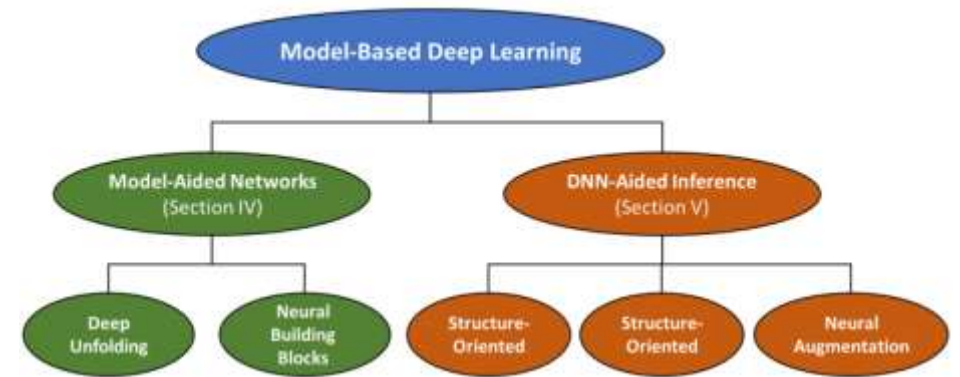 Model-Based Deep Learning
Model-Aided Networks
(Section IV)
DNN-Aided Inference
(Section V)
Deep
Unfolding
Neural
Building
Blocks
Structure-
Oriented
Structure-
Oriented
Neural
Augmentation